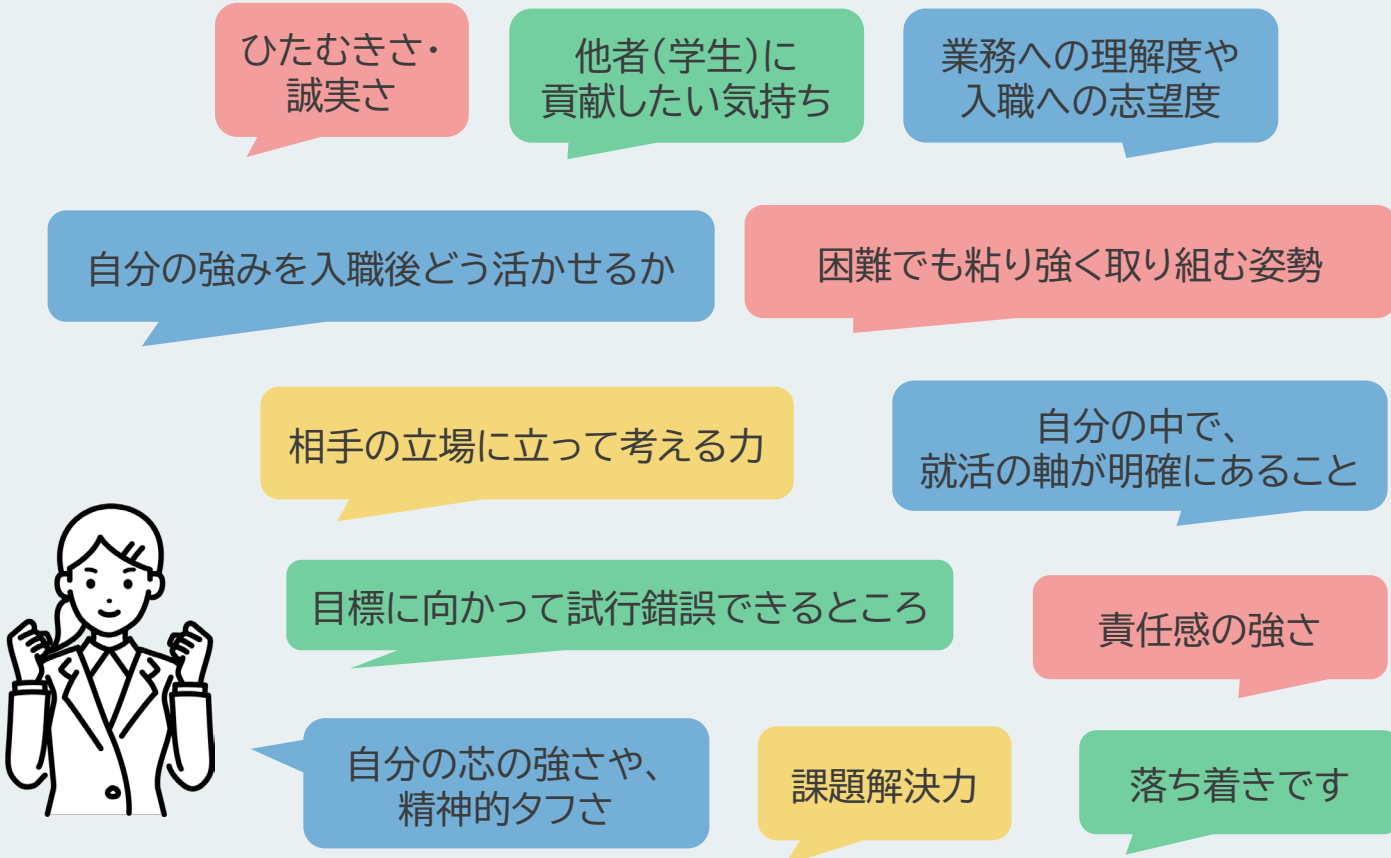 ひたむきさ・
誠実さ
他者(学生)に
貢献したい気持ち
業務への理解度や
入職への志望度
自分の強みを入職後どう活かせるか
困難でも粘り強く取り組む姿勢
相手の立場に立って考える力
自分の中で、
就活の軸が明確にあること
目標に向かって試行錯誤できるところ
責任感の強さ
自分の芯の強さや、
精神的タフさ
課題解決力
落ち着きです